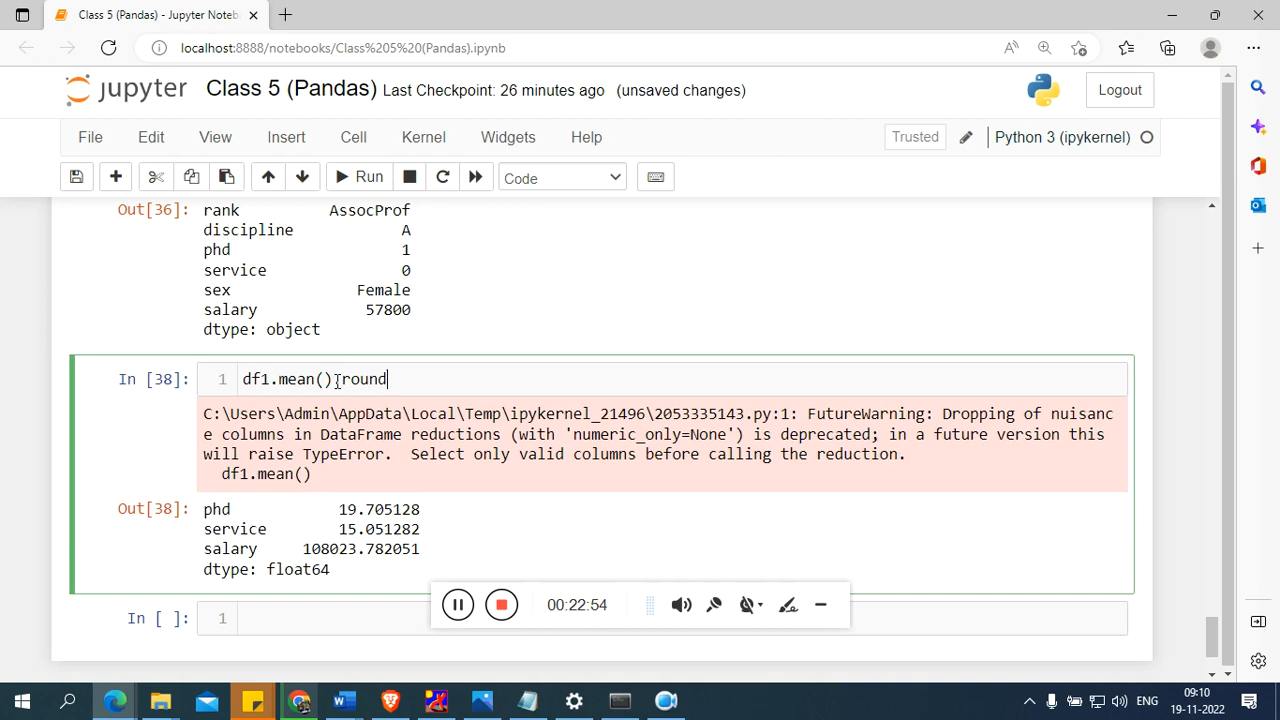 Class 5 (Pandas) - Jupyter Noteb
localhost:8888/notebooks/Class%205%20(Pandas).ipynb
jupyter Class 5 (Pandas) Last Checkpoint: 26 minutes ago (unsaved changes) Logout
File Edit View Insert Cell Kernel Widgets Help Trusted Python 3 (ipykernel)
Run Code
Out[36]: rank AssocProf
discipline A
phd 1
service 0
sex Female
salary 57800
dtype: object
In [38]: 1 df1.mean().round
C:\Users\Admin\AppData\Local\Temp\ipykernel_21496\2053335143.py:1: FutureWarning: Dropping of nuisanc
e columns in DataFrame reductions (with 'numeric_only=None') is deprecated; in a future version this
will raise TypeError. Select only valid columns before calling the reduction.
df1.mean()
Out[38]: phd 19.705128
service 15.051282
salary 108023.782051
dtype: float64
00:22:54
In [ ]: 1
ENG 09:10
19-11-2022